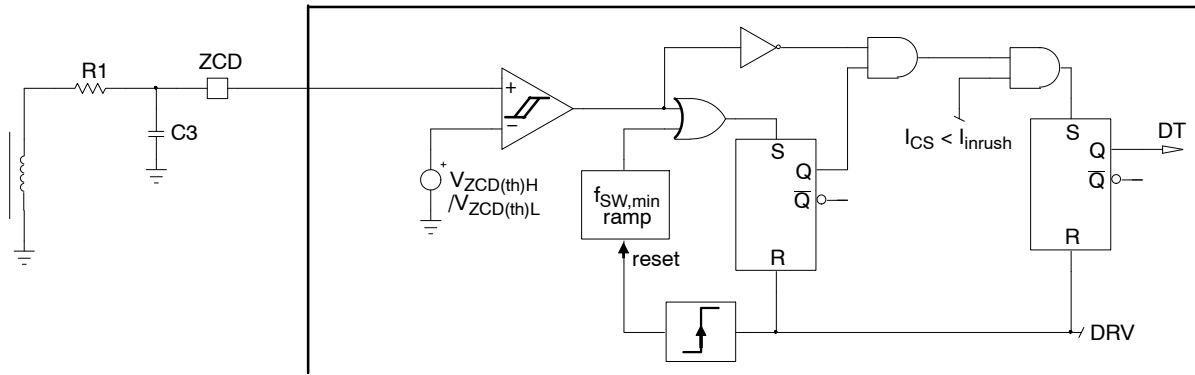 R1
ZCD
C3
+
−
+
V_ZCD(th)H
/V_ZCD(th)L
f_SW,min
ramp
reset
S
Q
Q̅
R
I_CS < I_inrush
S
Q
Q̅
R
DT
DRV